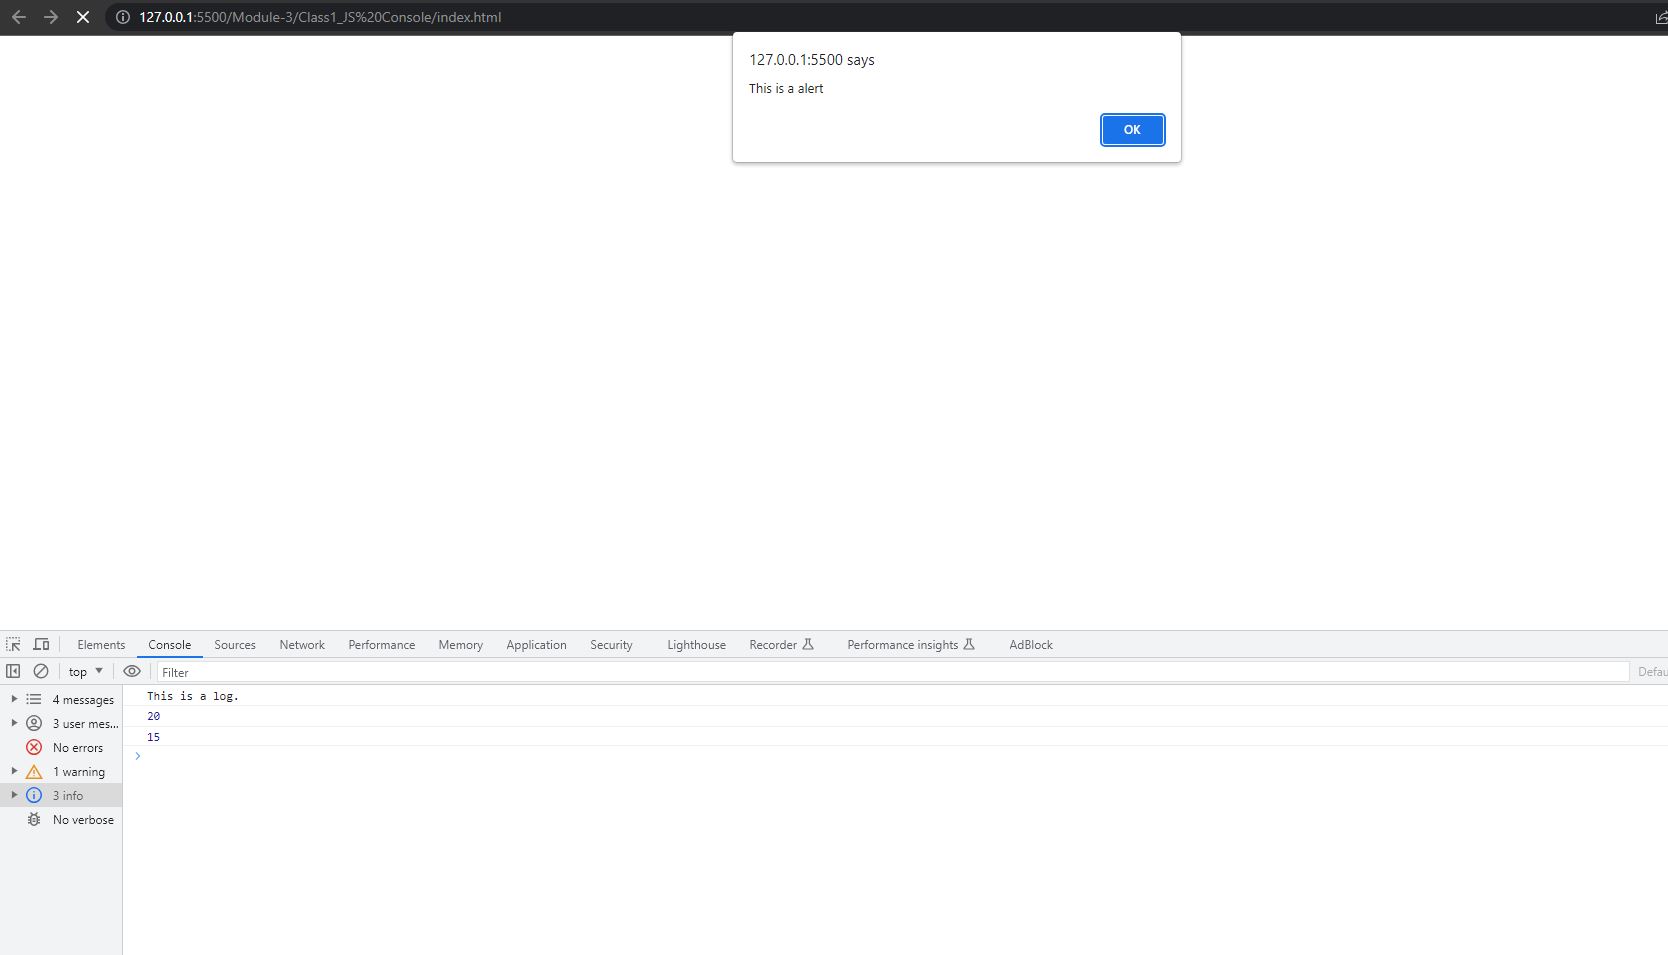 127.0.0.1:5500/Module-3/Class1_JS%20Console/index.html
127.0.0.1:5500 says
This is a alert
OK
Elements Console Sources Network Performance Memory Application Security Lighthouse Recorder Performance insights AdBlock
top Filter Defau
4 messages
3 user mes...
No errors
1 warning
3 info
No verbose
This is a log.
20
15